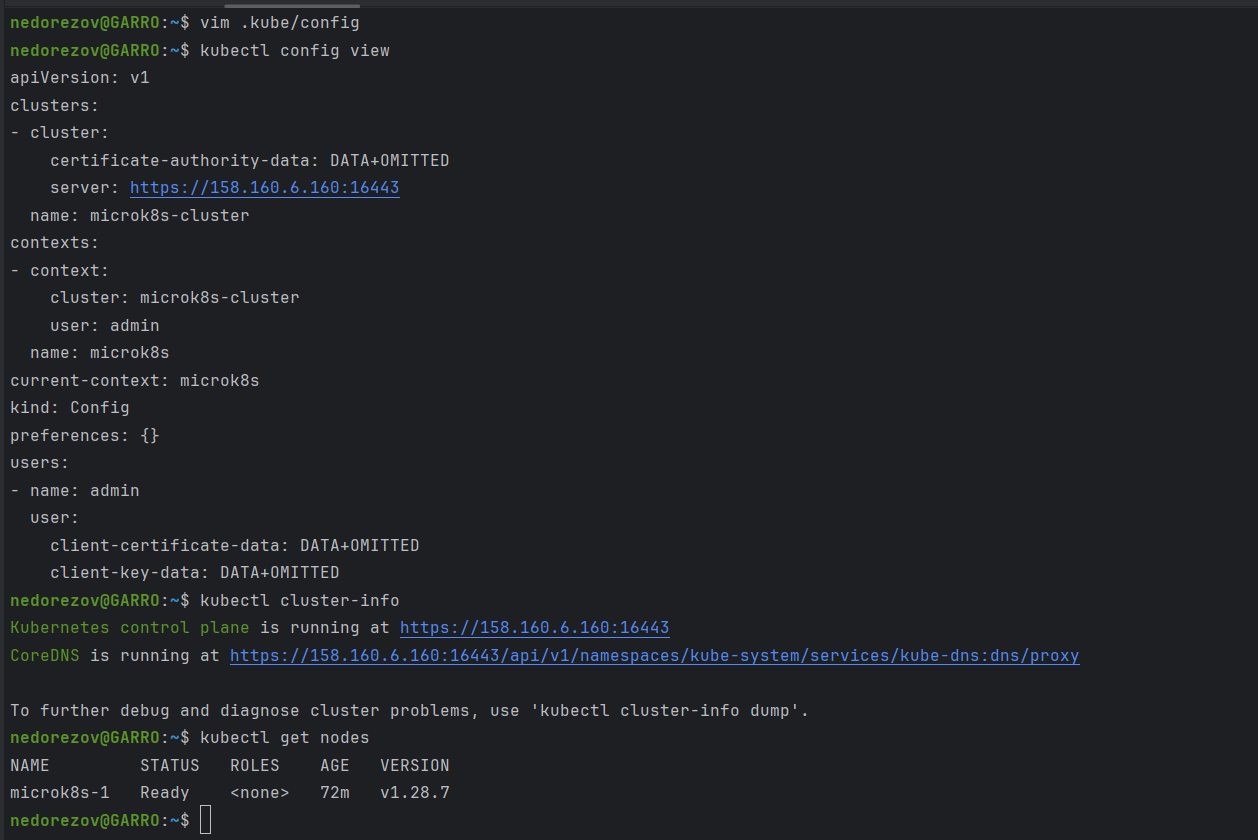 nedorezov@GARRO:~$ vim .kube/config
nedorezov@GARRO:~$ kubectl config view
apiVersion: v1
clusters:
- cluster:
    certificate-authority-data: DATA+OMITTED
    server: https://158.160.6.160:16443
  name: microk8s-cluster
contexts:
- context:
    cluster: microk8s-cluster
    user: admin
  name: microk8s
current-context: microk8s
kind: Config
preferences: {}
users:
- name: admin
  user:
    client-certificate-data: DATA+OMITTED
    client-key-data: DATA+OMITTED
nedorezov@GARRO:~$ kubectl cluster-info
Kubernetes control plane is running at https://158.160.6.160:16443
CoreDNS is running at https://158.160.6.160:16443/api/v1/namespaces/kube-system/services/kube-dns:dns/proxy

To further debug and diagnose cluster problems, use 'kubectl cluster-info dump'.
nedorezov@GARRO:~$ kubectl get nodes
NAME         STATUS   ROLES    AGE   VERSION
microk8s-1   Ready    <none>   72m   v1.28.7
nedorezov@GARRO:~$